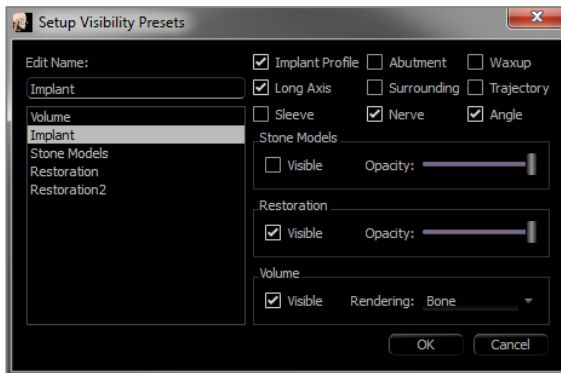 Setup Visibility Presets
Edit Name:
Implant
Volume
Implant
Stone Models
Restoration
Restoration2
Implant Profile Abutment Waxup
Long Axis Surrounding Trajectory
Sleeve Nerve Angle
Stone Models
Visible Opacity:
Restoration
Visible Opacity:
Volume
Visible Rendering: Bone
OK Cancel